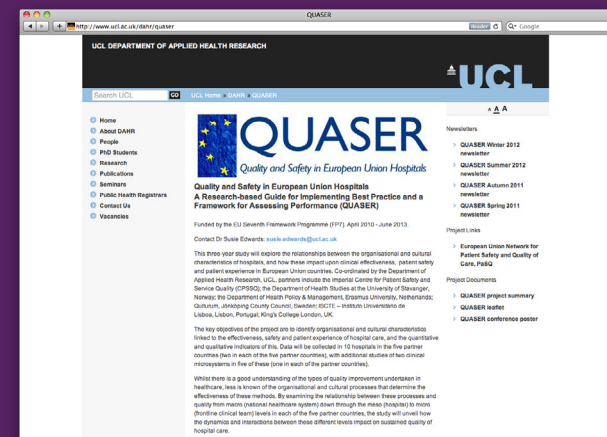 QUASER
http://www.ucl.ac.uk/dahr/quaser
Reader
Google
UCL DEPARTMENT OF APPLIED HEALTH RESEARCH
UCL
Search UCL
GO
UCL Home » DAHR » QUASER
A A A
Home
About DAHR
People
PhD Students
Research
Publications
Seminars
Public Health Registrars
Contact Us
Vacancies
QUASER
Quality and Safety in European Union Hospitals
Quality and Safety in European Union Hospitals
A Research-based Guide for Implementing Best Practice and a
Framework for Assessing Performance (QUASER)
Funded by the EU Seventh Framework Programme (FP7). April 2010 - June 2013.
Contact Dr Susie Edwards: susie.edwards@ucl.ac.uk
This three-year study will explore the relationships between the organisational and cultural
characteristics of hospitals, and how these impact upon clinical effectiveness, patient safety
and patient experience in European Union countries. Co-ordinated by the Department of
Applied Health Research, UCL, partners include the Imperial Centre for Patient Safety and
Service Quality (CPSSQ); the Department of Health Studies at the University of Stavanger,
Norway; the Department of Health Policy & Management, Erasmus University, Netherlands;
Qulturum, Jönköping County Council, Sweden; ISCTE – Instituto Universitário de
Lisboa, Lisbon, Portugal; King's College London, UK.
The key objectives of the project are to identify organisational and cultural characteristics
linked to the effectiveness, safety and patient experience of hospital care, and the quantitative
and qualitative indicators of this. Data will be collected in 10 hospitals in the five partner
countries (two in each of the five partner countries), with additional studies of two clinical
microsystems in five of these (one in each of the partner countries).
Whilst there is a good understanding of the types of quality improvement undertaken in
healthcare, less is known of the organisational and cultural processes that determine the
effectiveness of these methods. By examining the relationship between these processes and
quality from macro (national healthcare system) down through the meso (hospital) to micro
(frontline clinical team) levels in each of the five partner countries, the study will unveil how
the dynamics and interactions between these different levels impact on sustained quality of
hospital care.
Newsletters
QUASER Winter 2012
newsletter
QUASER Summer 2012
newsletter
QUASER Autumn 2011
newsletter
QUASER Spring 2011
newsletter
Project Links
European Union Network for
Patient Safety and Quality of
Care, PaSQ
Project Documents
QUASER project summary
QUASER leaflet
QUASER conference poster